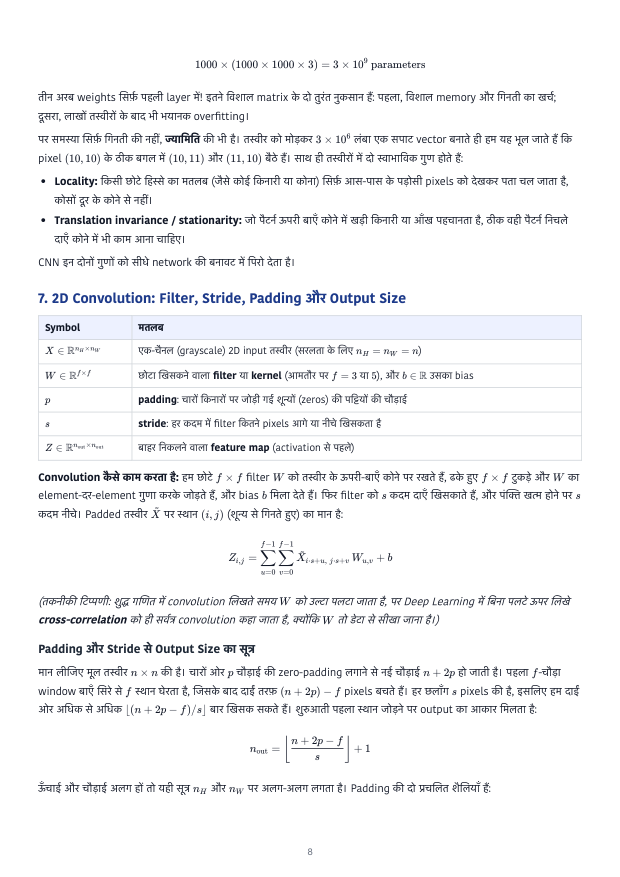 1000 × (1000 × 1000 × 3) = 3 × 10⁹ parameters
तीन अरब weights सिर्फ़ पहली layer में! इतने विशाल matrix के दो तुरंत नुकसान हैं: पहला, विशाल memory और गिनती का खर्च;
दूसरा, लाखों तस्वीरों के बाद भी भयानक overfitting।
पर समस्या सिर्फ़ गिनती की नहीं, ज्यामिति की भी है। तस्वीर को मोड़कर 3 × 10⁶ लंबा एक सपाट vector बनाते ही हम यह भूल जाते हैं कि
pixel (10, 10) के ठीक बगल में (10, 11) और (11, 10) बैठे हैं। साथ ही तस्वीरों में दो स्वाभाविक गुण होते हैं:
• Locality: किसी छोटे हिस्से का मतलब (जैसे कोई किनारी या कोना) सिर्फ़ आस-पास के पड़ोसी pixels को देखकर पता चल जाता है,
कोसों दूर के कोने से नहीं।
• Translation invariance / stationarity: जो पैटर्न ऊपरी बाएँ कोने में खड़ी किनारी या आँख पहचानता है, ठीक वही पैटर्न निचले
दाएँ कोने में भी काम आना चाहिए।
CNN इन दोनों गुणों को सीधे network की बनावट में पिरो देता है।
7. 2D Convolution: Filter, Stride, Padding और Output Size
Symbol मतलब
X ∈ ℝ^{n_H×n_W} एक-चैनल (grayscale) 2D input तस्वीर (सरलता के लिए n_H = n_W = n)
W ∈ ℝ^{f×f} छोटा खिसकने वाला filter या kernel (आमतौर पर f = 3 या 5), और b ∈ ℝ उसका bias
p padding: चारों किनारों पर जोड़ी गई शून्यों (zeros) की पट्टियों की चौड़ाई
s stride: हर कदम में filter कितने pixels आगे या नीचे खिसकता है
Z ∈ ℝ^{n_out×n_out} बाहर निकलने वाला feature map (activation से पहले)
Convolution कैसे काम करता है: हम छोटे f × f filter W को तस्वीर के ऊपरी-बाएँ कोने पर रखते हैं, ढके हुए f × f टुकड़े और W का
element-दर-element गुणा करके जोड़ते हैं, और bias b मिला देते हैं। फिर filter को s कदम दाएँ खिसकाते हैं, और पंक्ति खत्म होने पर s
कदम नीचे। Padded तस्वीर X̃ पर स्थान (i, j) (शून्य से गिनते हुए) का मान है:
Z_{i,j} = ∑_{u=0}^{f−1} ∑_{v=0}^{f−1} X̃_{i·s+u, j·s+v} W_{u,v} + b
(तकनीकी टिप्पणी: शुद्ध गणित में convolution लिखते समय W को उल्टा पलटा जाता है, पर Deep Learning में बिना पलटे ऊपर लिखे
cross-correlation को ही सर्वत्र convolution कहा जाता है, क्योंकि W तो डेटा से सीखा जाना है।)
Padding और Stride से Output Size का सूत्र
मान लीजिए मूल तस्वीर n × n की है। चारों ओर p चौड़ाई की zero-padding लगाने से नई चौड़ाई n + 2p हो जाती है। पहला f-चौड़ा
window बाएँ सिरे से f स्थान घेरता है, जिसके बाद दाईं तरफ़ (n + 2p) − f pixels बचते हैं। हर छलाँग s pixels की है, इसलिए हम दाईं
ओर अधिक से अधिक ⌊(n + 2p − f)/s⌋ बार खिसक सकते हैं। शुरुआती पहला स्थान जोड़ने पर output का आकार मिलता है:
n_out = ⌊(n + 2p − f)/s⌋ + 1
ऊँचाई और चौड़ाई अलग हों तो यही सूत्र n_H और n_W पर अलग-अलग लगता है। Padding की दो प्रचलित शैलियाँ हैं:
8